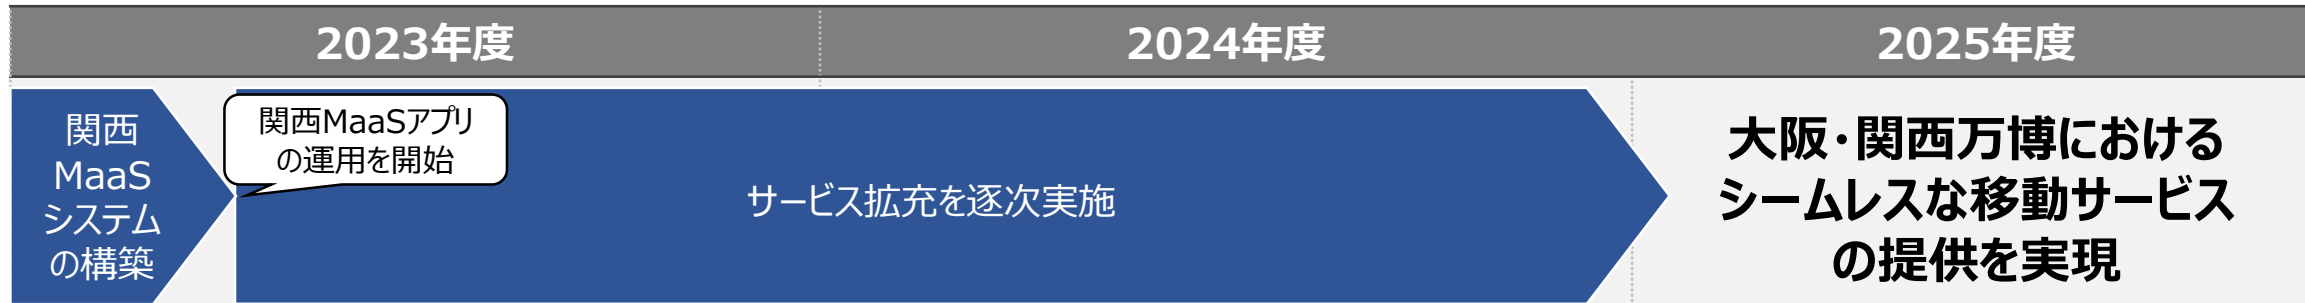 2023年度
2024年度
2025年度
関西
MaaS
システム
の構築
関西MaaSアプリ
の運用を開始
サービス拡充を逐次実施
大阪・関西万博における
シームレスな移動サービス
の提供を実現